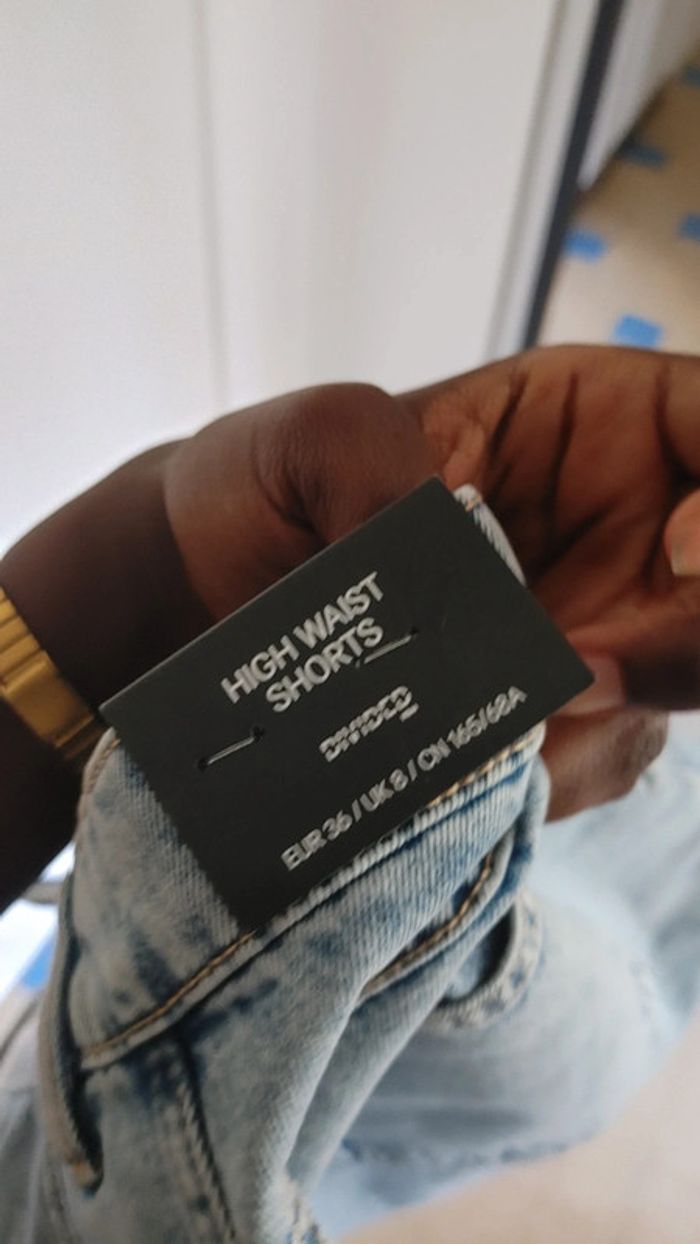 HIGH WAIST
SHORTS
DIVIDED
EUR 36 / UK 8 / CN 165/68A